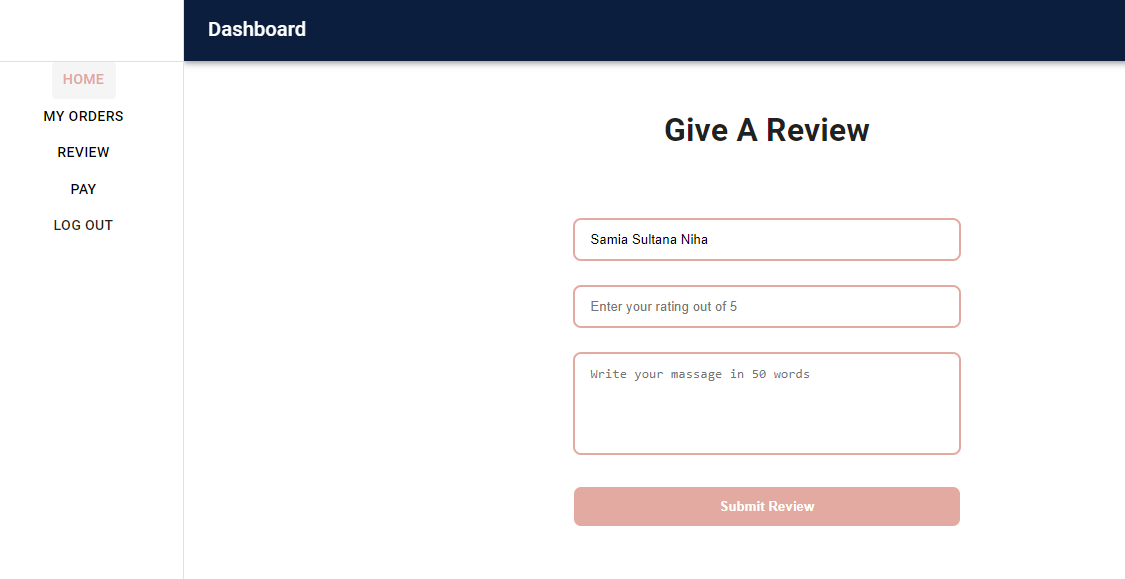 Dashboard
HOME
MY ORDERS
REVIEW
PAY
LOG OUT
Give A Review
Samia Sultana Niha
Enter your rating out of 5
Write your massage in 50 words
Submit Review